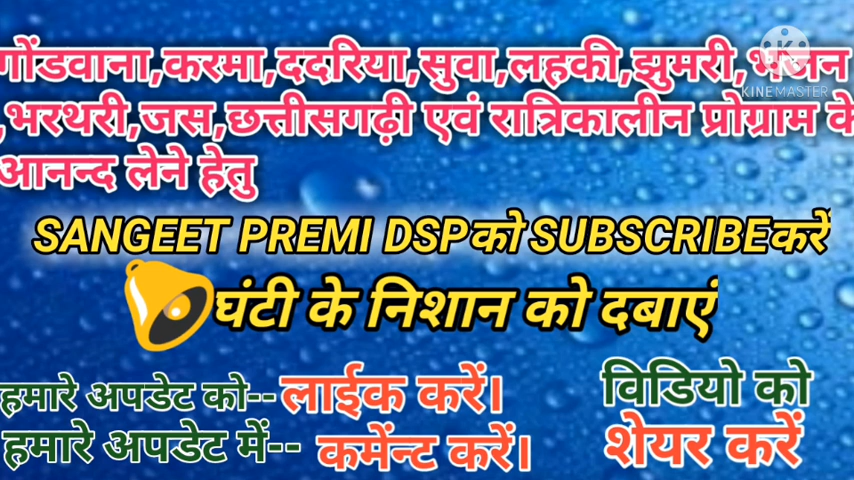 KINEMASTER
गोंडवाना,करमा,ददरिया,सुवा,लहकी,झुमरी,भजन
,भरथरी,जस,छत्तीसगढ़ी एवं रात्रिकालीन प्रोग्राम के
आनन्द लेने हेतु
SANGEET PREMI DSP को SUBSCRIBE करें
घंटी के निशान को दबाएं
हमारे अपडेट को-- लाईक करें।
हमारे अपडेट में-- कमेंन्ट करें।
विडियो को
शेयर करें